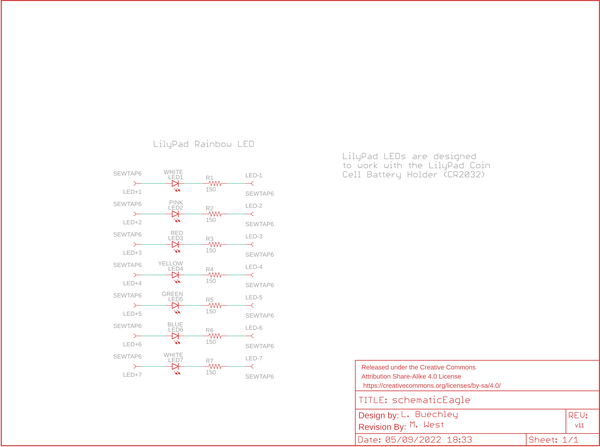 LilyPad Rainbow LED
LilyPad LEDs are designed
to work with the LilyPad Coin
Cell Battery Holder (CR2032)
SEWTAP6
WHITE
LED1
R1
LED-1
LED+1
150
SEWTAP6
SEWTAP6
PINK
LED2
R2
LED-2
LED+2
150
SEWTAP6
SEWTAP6
RED
LED3
R3
LED-3
LED+3
150
SEWTAP6
SEWTAP6
YELLOW
LED4
R4
LED-4
LED+4
150
SEWTAP6
SEWTAP6
GREEN
LED5
R5
LED-5
LED+5
150
SEWTAP6
SEWTAP6
BLUE
LED6
R6
LED-6
LED+6
150
SEWTAP6
SEWTAP6
WHITE
LED7
R7
LED-7
LED+7
150
SEWTAP6
Released under the Creative Commons
Attribution Share-Alike 4.0 License
https://creativecommons.org/licenses/by-sa/4.0/
TITLE: schematicEagle
Design by: L. Buechley
Revision By: M. West
REV:
v11
Date: 05/09/2022 18:33
Sheet: 1/1